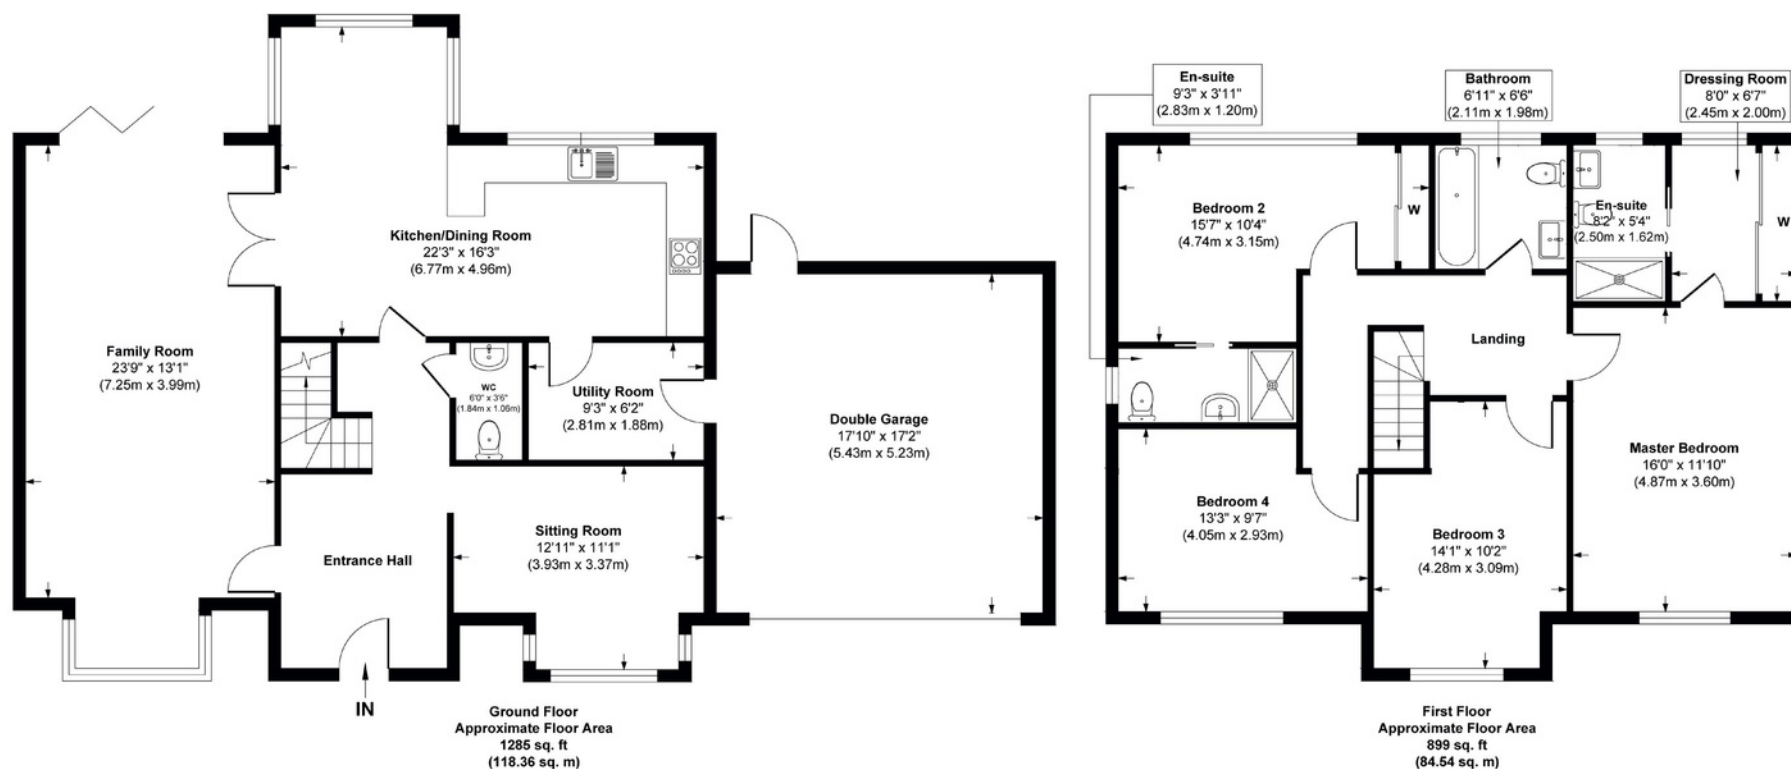 En-suite
9'3" x 3'11"
(2.83m x 1.20m)
Bathroom
6'11" x 6'6"
(2.11m x 1.98m)
Dressing Room
8'0" x 6'7"
(2.45m x 2.00m)
Kitchen/Dining Room
22'3" x 16'3"
(6.77m x 4.96m)
Family Room
23'9" x 13'1"
(7.25m x 3.99m)
WC
6'0" x 3'6"
(1.84m x 1.06m)
Utility Room
9'3" x 6'2"
(2.81m x 1.88m)
Double Garage
17'10" x 17'2"
(5.43m x 5.23m)
Sitting Room
12'11" x 11'1"
(3.93m x 3.37m)
Entrance Hall
IN
Ground Floor
Approximate Floor Area
1285 sq. ft
(118.36 sq. m)
Bedroom 2
15'7" x 10'4"
(4.74m x 3.15m)
W
En-suite
8'2" x 5'4"
(2.50m x 1.62m)
W
Landing
Master Bedroom
16'0" x 11'10"
(4.87m x 3.60m)
Bedroom 4
13'3" x 9'7"
(4.05m x 2.93m)
Bedroom 3
14'1" x 10'2"
(4.28m x 3.09m)
First Floor
Approximate Floor Area
899 sq. ft
(84.54 sq. m)